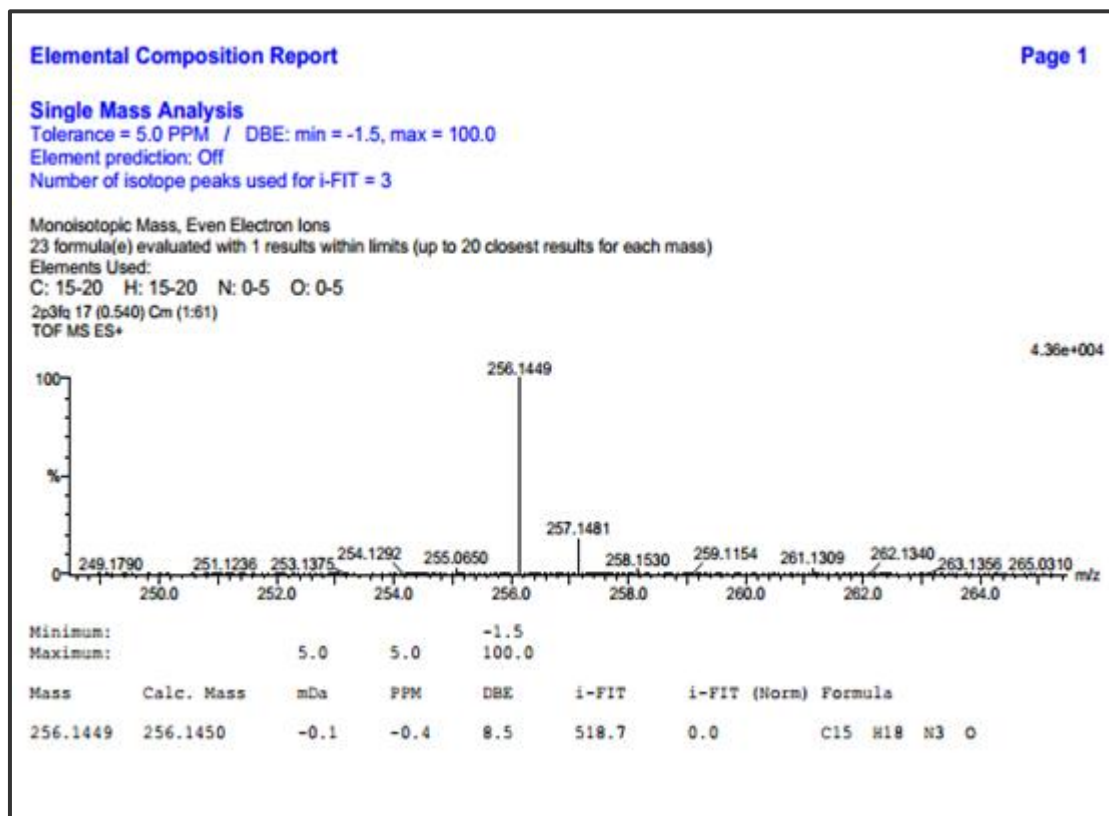 Elemental Composition Report Page 1
Single Mass Analysis
Tolerance = 5.0 PPM / DBE: min = -1.5, max = 100.0
Element prediction: Off
Number of isotope peaks used for i-FIT = 3
Monoisotopic Mass, Even Electron Ions
23 formula(e) evaluated with 1 results within limits (up to 20 closest results for each mass)
Elements Used:
C: 15-20 H: 15-20 N: 0-5 O: 0-5
2p3fq 17 (0.540) Cm (1:61)
TOF MS ES+
4.36e+004
100
%
0
256.1449
257.1481
249.1790 251.1236 253.1375 254.1292 255.0650 258.1530 259.1154 261.1309 262.1340 263.1356 265.0310
m/z
250.0 252.0 254.0 256.0 258.0 260.0 262.0 264.0
Minimum: -1.5
Maximum: 5.0 5.0 100.0
Mass Calc. Mass mDa PPM DBE i-FIT i-FIT (Norm) Formula
256.1449 256.1450 -0.1 -0.4 8.5 518.7 0.0 C15 H18 N3 O